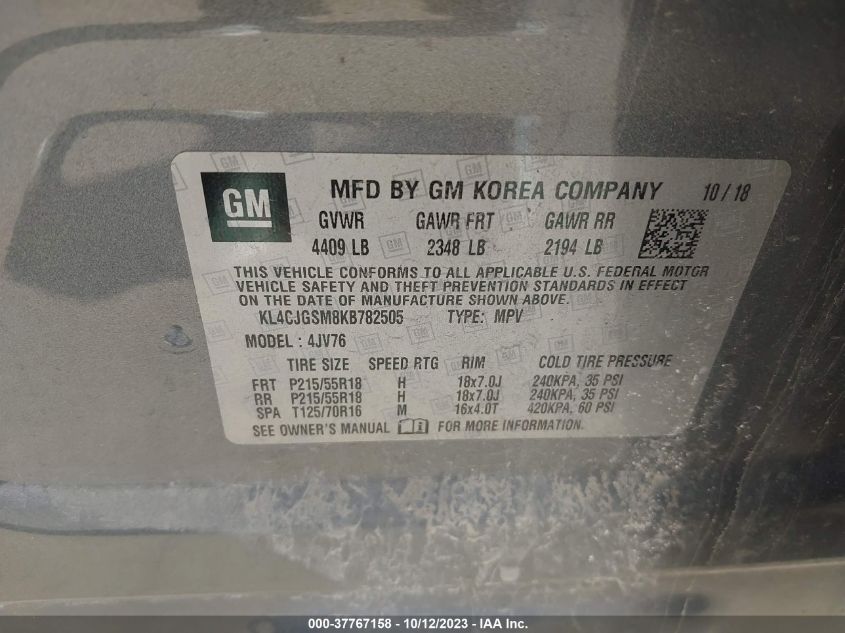 GM MFD BY GM KOREA COMPANY 10/18
GVWR GAWR FRT GAWR RR
4409 LB 2348 LB 2194 LB
THIS VEHICLE CONFORMS TO ALL APPLICABLE U.S. FEDERAL MOTOR
VEHICLE SAFETY AND THEFT PREVENTION STANDARDS IN EFFECT
ON THE DATE OF MANUFACTURE SHOWN ABOVE.
KL4CJGSM8KB782505 TYPE: MPV
MODEL : 4JV76
TIRE SIZE SPEED RTG RIM COLD TIRE PRESSURE
FRT P215/55R18 H 18x7.0J 240KPA, 35 PSI
RR P215/55R18 H 18x7.0J 240KPA, 35 PSI
SPA T125/70R16 M 16x4.0T 420KPA, 60 PSI
SEE OWNER'S MANUAL FOR MORE INFORMATION.
000-37767158 - 10/12/2023 - IAA Inc.